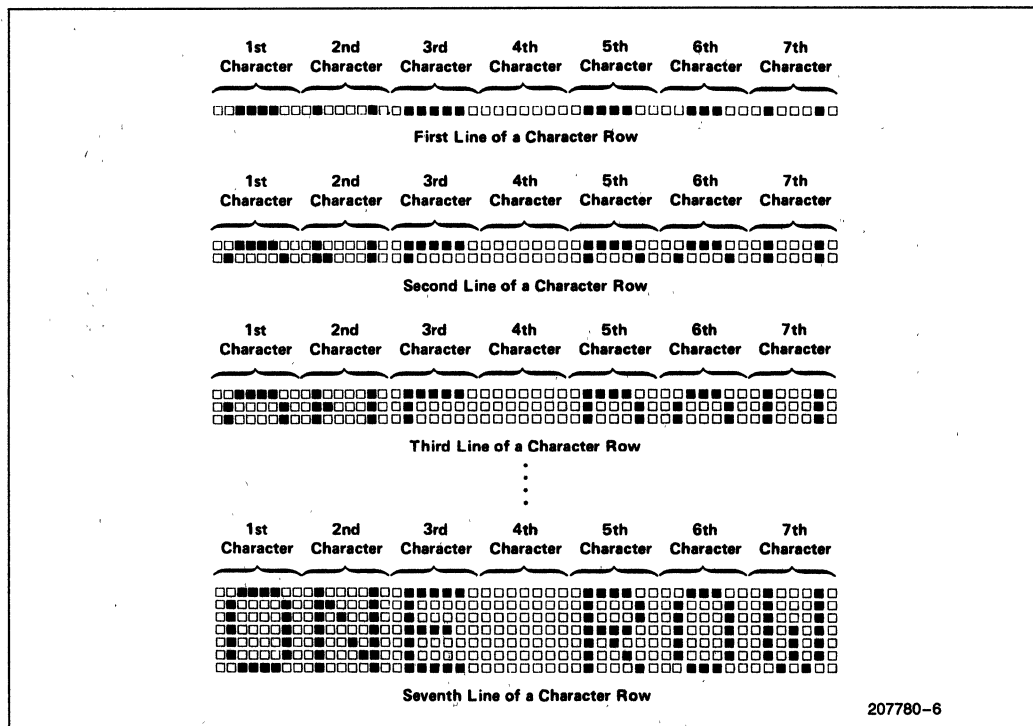 1st 2nd 3rd 4th 5th 6th 7th
Character Character Character Character Character Character Character
First Line of a Character Row
1st 2nd 3rd 4th 5th 6th 7th
Character Character Character Character Character Character Character
Second Line of a Character Row
1st 2nd 3rd 4th 5th 6th 7th
Character Character Character Character Character Character Character
Third Line of a Character Row
1st 2nd 3rd 4th 5th 6th 7th
Character Character Character Character Character Character Character
ONE ROW
Seventh Line of a Character Row
207780-6